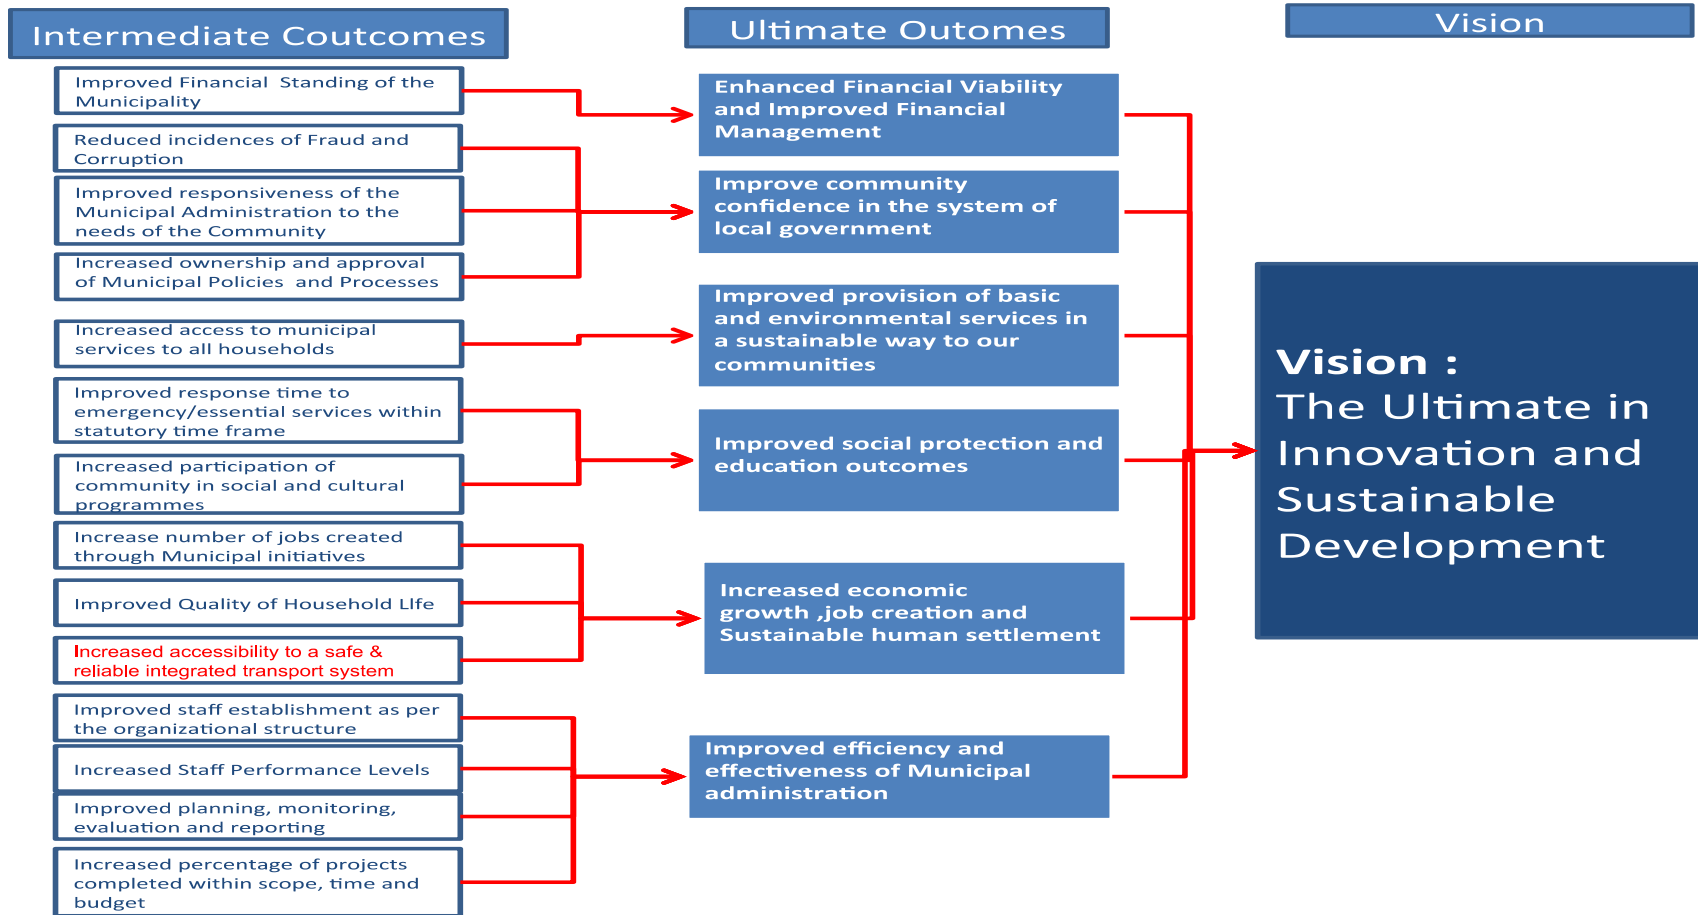 Intermediate Coutcomes
Improved Financial  Standing of the
Municipality
Reduced incidences of Fraud and
Corruption
Improved responsiveness of the
Municipal Administration to the
needs of the Community
Increased ownership and approval
of Municipal Policies  and Processes
Increased access to municipal
services to all households
Improved response time to
emergency/essential services within
statutory time frame
Increased participation of
community in social and cultural
programmes
Increase number of jobs created
through Municipal initiatives
Improved Quality of Household LIfe
Increased accessibility to a safe &
reliable integrated transport system
Improved staff establishment as per
the organizational structure
Increased Staff Performance Levels
Improved planning, monitoring,
evaluation and reporting
Increased percentage of projects
completed within scope, time and
budget
Ultimate Outomes
Enhanced Financial Viability
and Improved Financial
Management
Improve community
confidence in the system of
local government
Improved provision of basic
and environmental services in
a sustainable way to our
communities
Improved social protection and
education outcomes
Increased economic
growth ,job creation and
Sustainable human settlement
Improved efficiency and
effectiveness of Municipal
administration
Vision
Vision :
The Ultimate in
Innovation and
Sustainable
Development